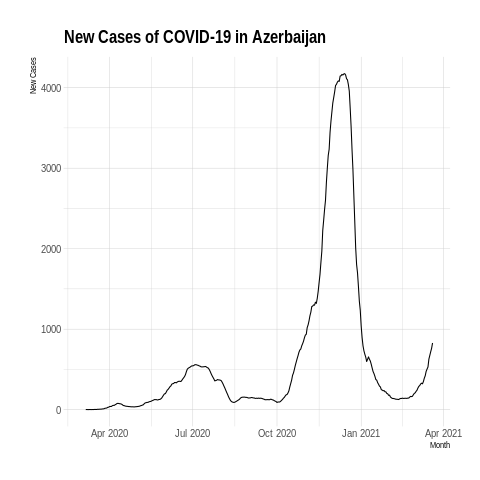 New Cases of COVID-19 in Azerbaijan
New Cases
4000
3000
2000
1000
0
Apr 2020 Jul 2020 Oct 2020 Jan 2021 Apr 2021
Month